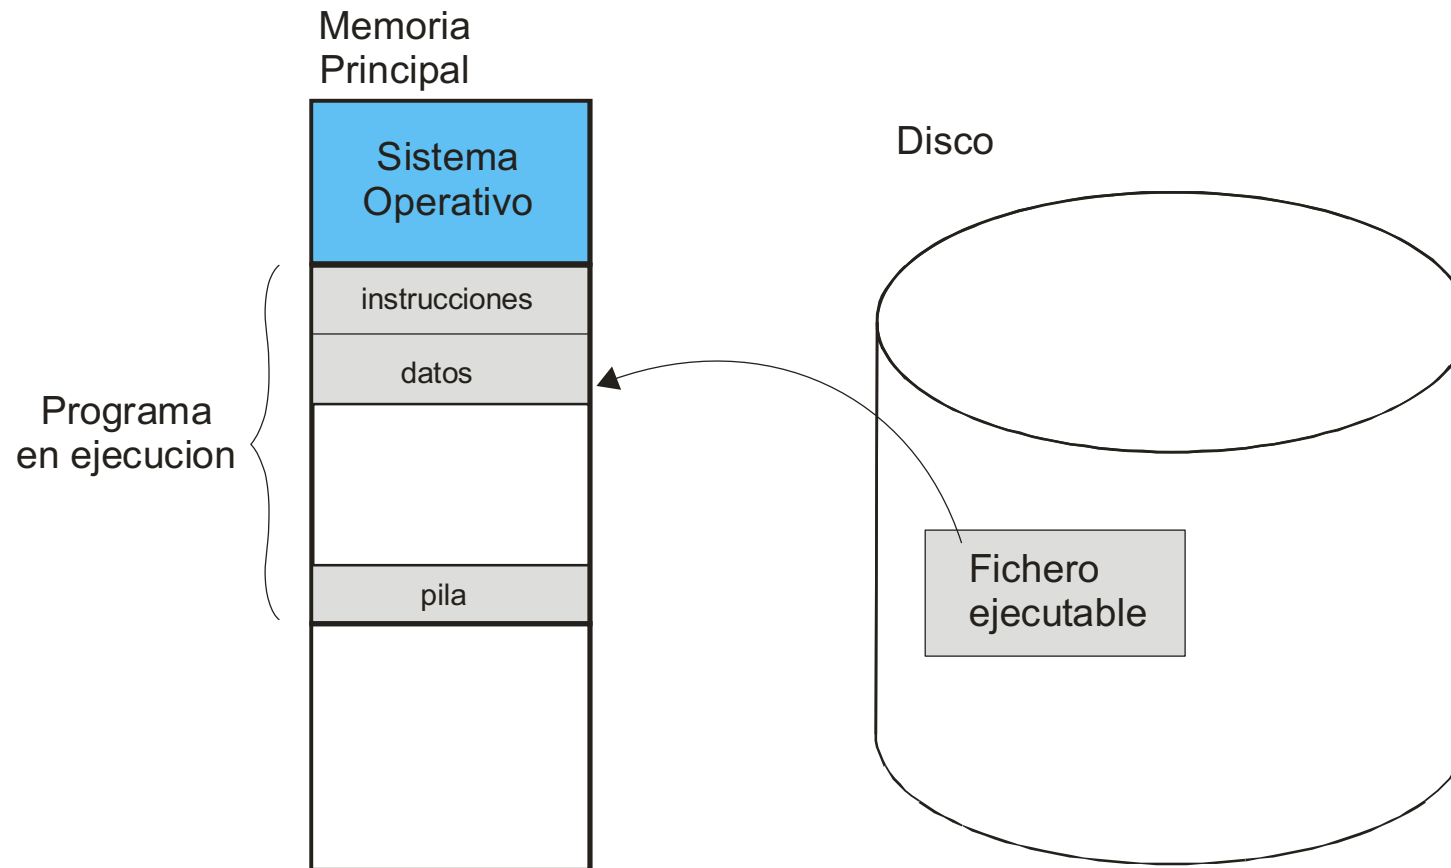 Memoria
Principal
Sistema
Operativo
Disco
instrucciones
datos
Programa
en ejecucion
pila
Fichero
ejecutable